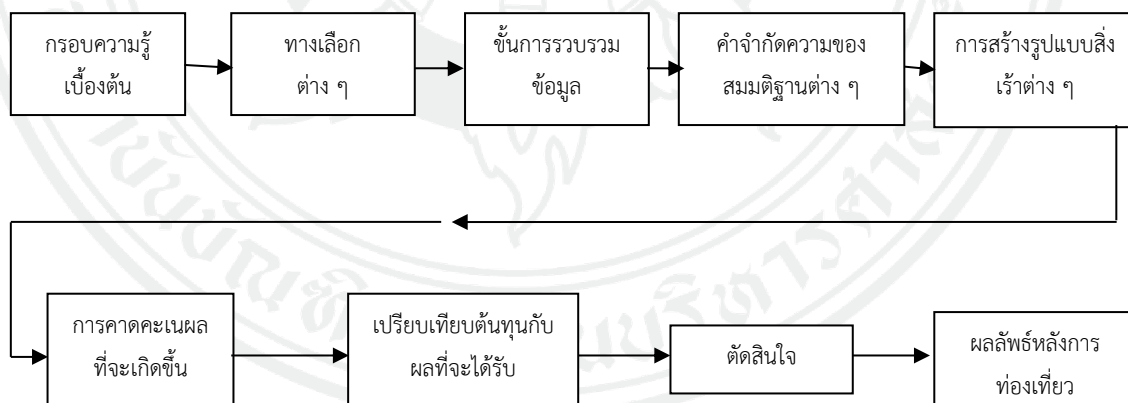 กรอบความรู้
เบื้องต้น
ทางเลือก
ต่าง ๆ
ขั้นการรวบรวม
ข้อมูล
คำจำกัดความของ
สมมติฐานต่าง ๆ
การสร้างรูปแบบสิ่ง
เร้าต่าง ๆ
การคาดคะเนผล
ที่จะเกิดขึ้น
เปรียบเทียบต้นทุนกับ
ผลที่จะได้รับ
ตัดสินใจ
ผลลัพธ์หลังการ
ท่องเที่ยว